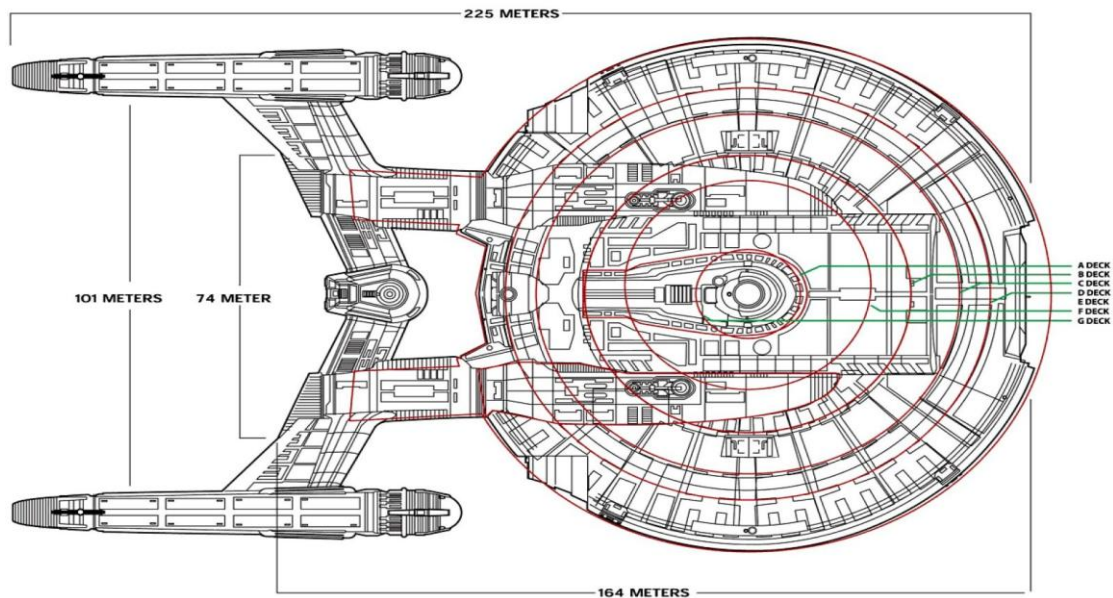 225 METERS
A DECK
B DECK
C DECK
D DECK
E DECK
F DECK
G DECK
101 METERS
74 METER
164 METERS